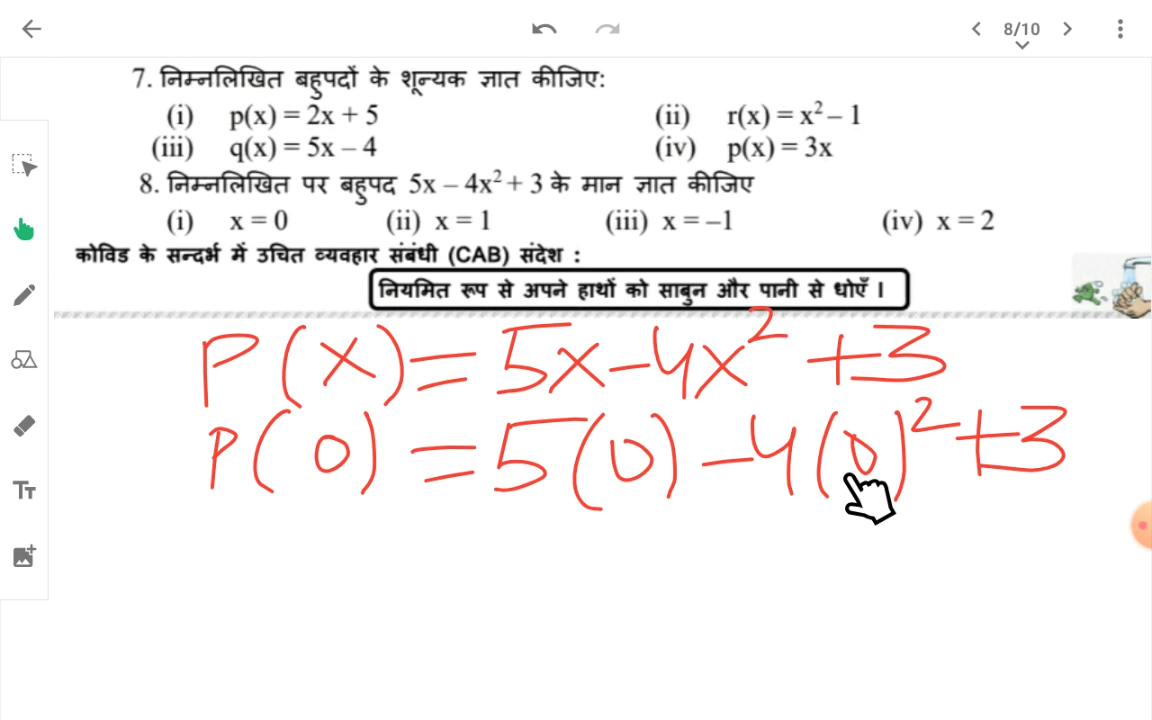 8/10
7. निम्नलिखित बहुपदों के शून्यक ज्ञात कीजिए:
(i) p(x) = 2x + 5 (ii) r(x) = x² – 1
(iii) q(x) = 5x – 4 (iv) p(x) = 3x
8. निम्नलिखित पर बहुपद 5x – 4x² + 3 के मान ज्ञात कीजिए
(i) x = 0 (ii) x = 1 (iii) x = –1 (iv) x = 2
कोविड के सन्दर्भ में उचित व्यवहार संबंधी (CAB) संदेश :
नियमित रूप से अपने हाथों को साबुन और पानी से धोएँ ।
P(x) = 5x - 4x² + 3
P(0) = 5(0) - 4(0)² + 3
Tт